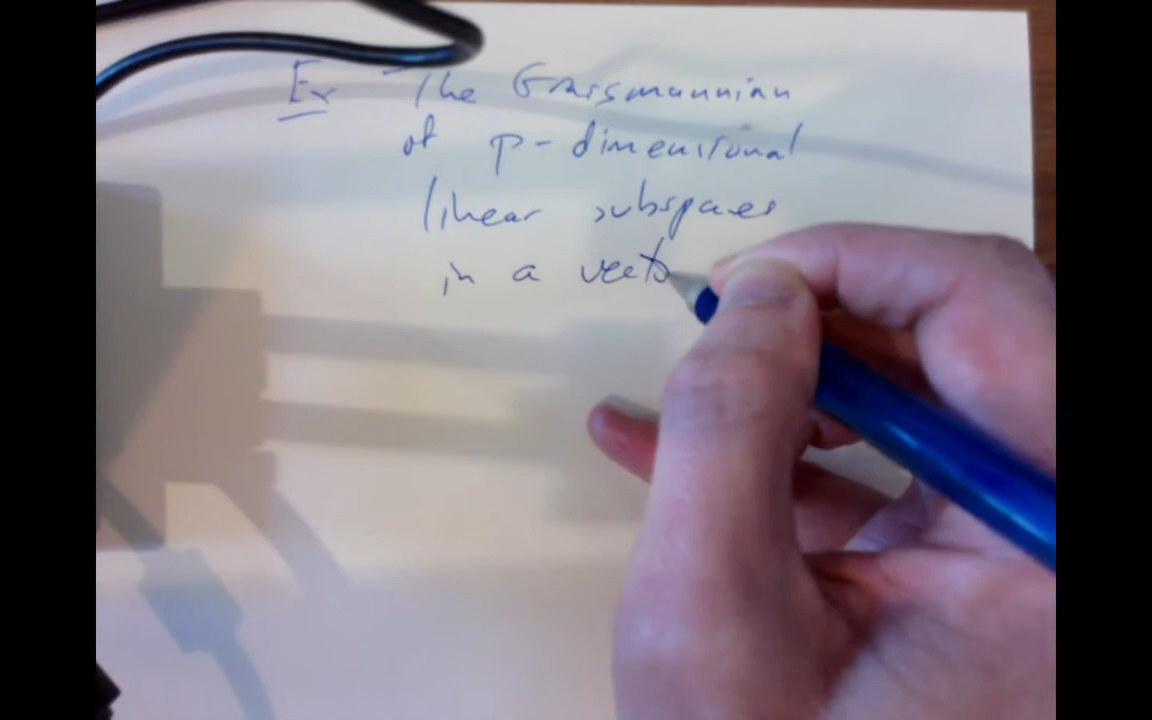 Ex The Grassmannian
of p-dimensional
linear subspaces
in a vecto